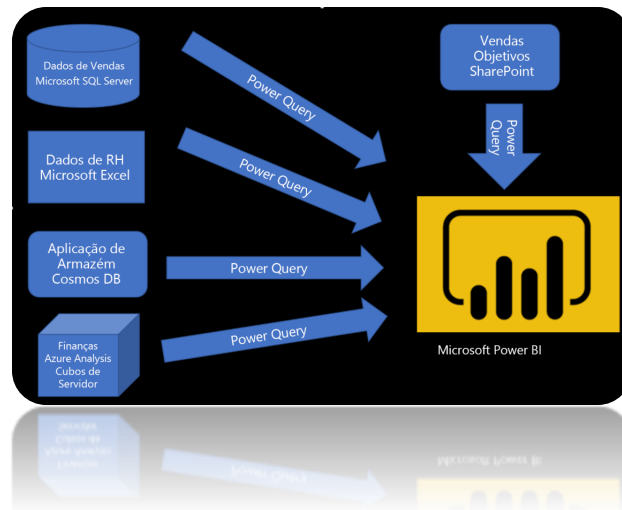 Dados de Vendas
Microsoft SQL Server
Power Query
Vendas
Objetivos
SharePoint
Power
Query
Dados de RH
Microsoft Excel
Power Query
Aplicação de
Armazém
Cosmos DB
Power Query
Finanças
Azure Analysis
Cubos de
Servidor
Power Query
Microsoft Power BI